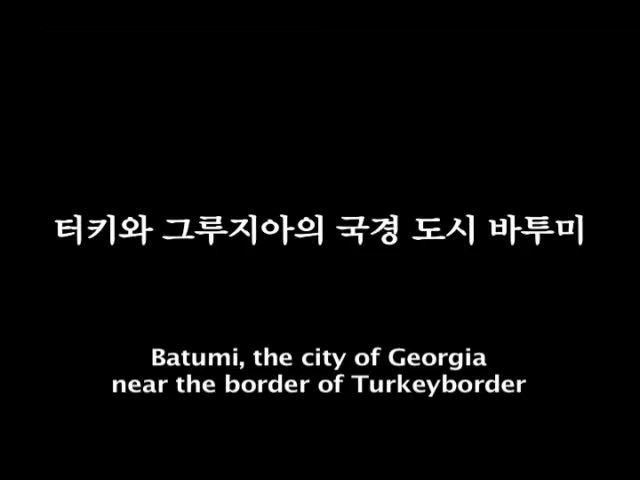 터키와 그루지아의 국경 도시 바투미
Batumi, the city of Georgia
near the border of Turkeyborder